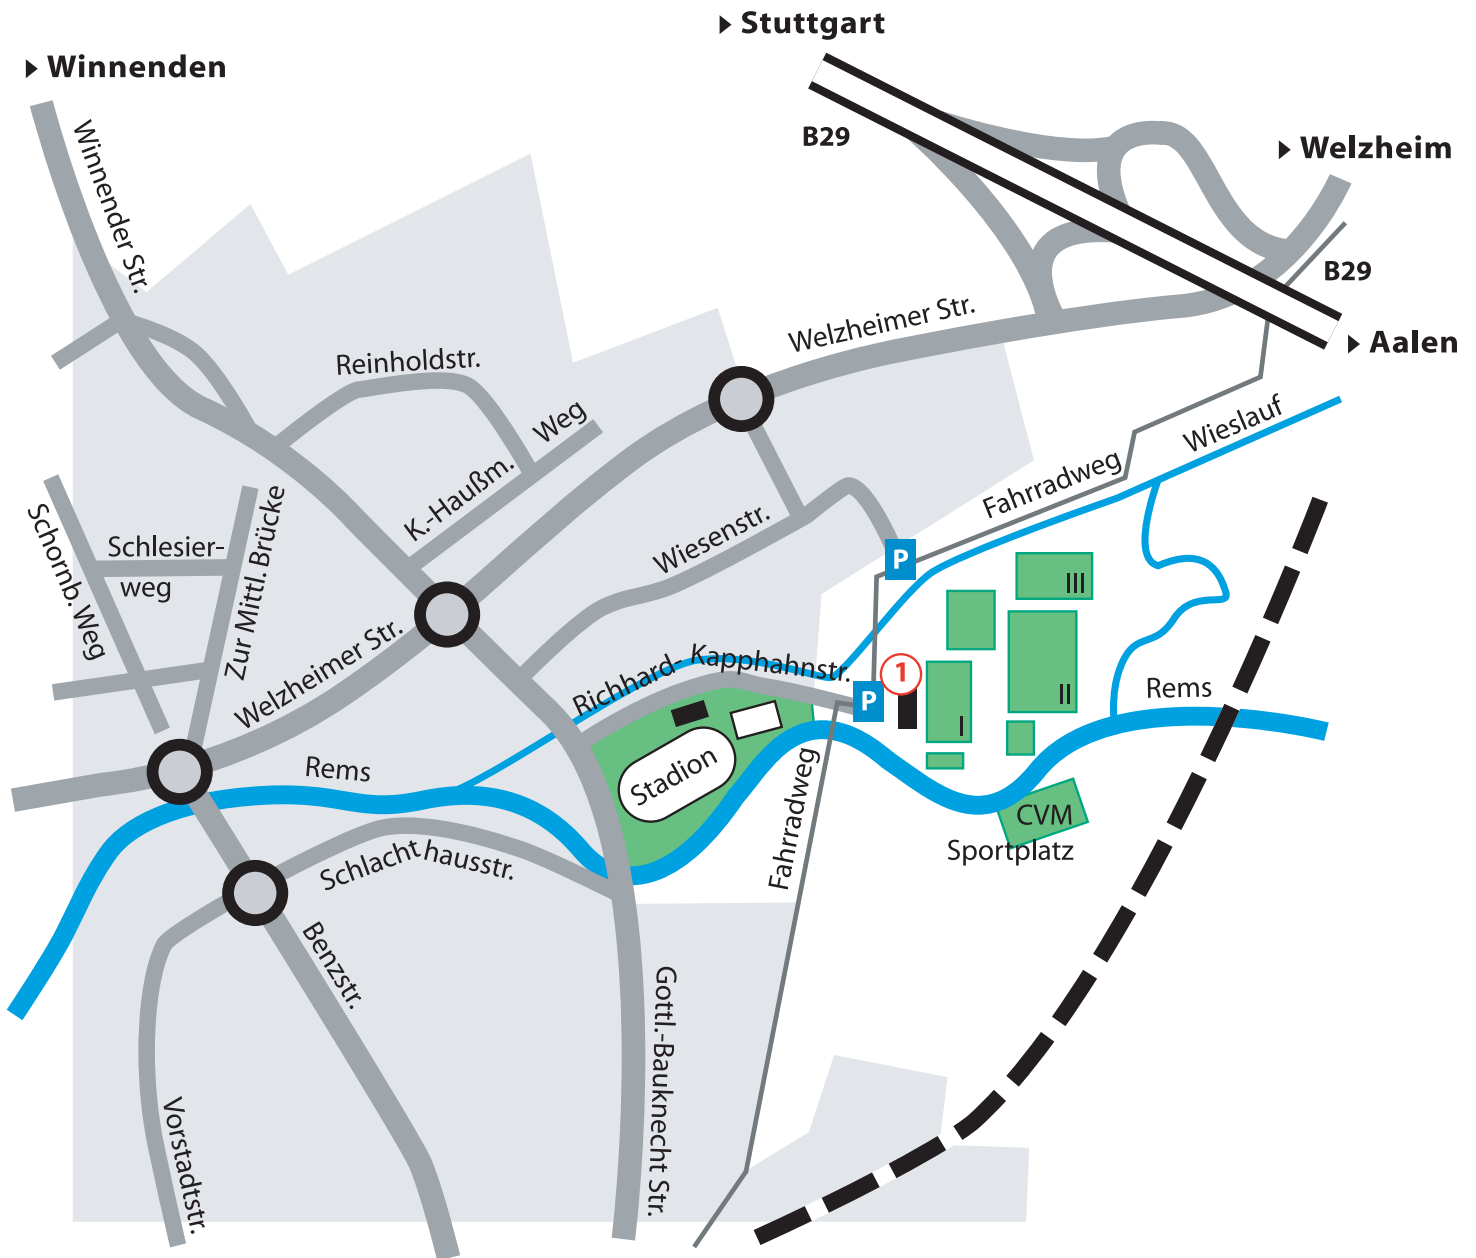 Stuttgart
Winnenden
B29
Welzheim
Winnender Str.
B29
Welzheimer Str.
Aalen
Reinholdstr.
Weg
K.-Haußm.
Wieslauf
Fahrradweg
Schornb. Weg
Schlesier-
weg
Zur Mittl. Brücke
Wiesenstr.
P
III
Welzheimer Str.
Richhard- Kapphahnstr.
1
P
II
I
Rems
Rems
Stadion
Fahrradweg
CVM
Sportplatz
Schlacht hausstr.
Benzstr.
Gottl.-Bauknecht Str.
Vorstadtstr.